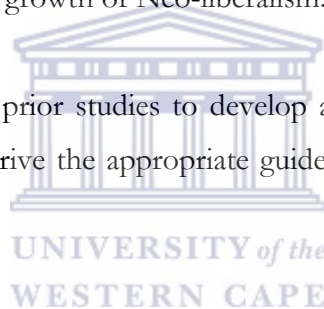 growth of Neo-liberalism.
prior studies to develop a
rive the appropriate guide
UNIVERSITY of the
WESTERN CAPE